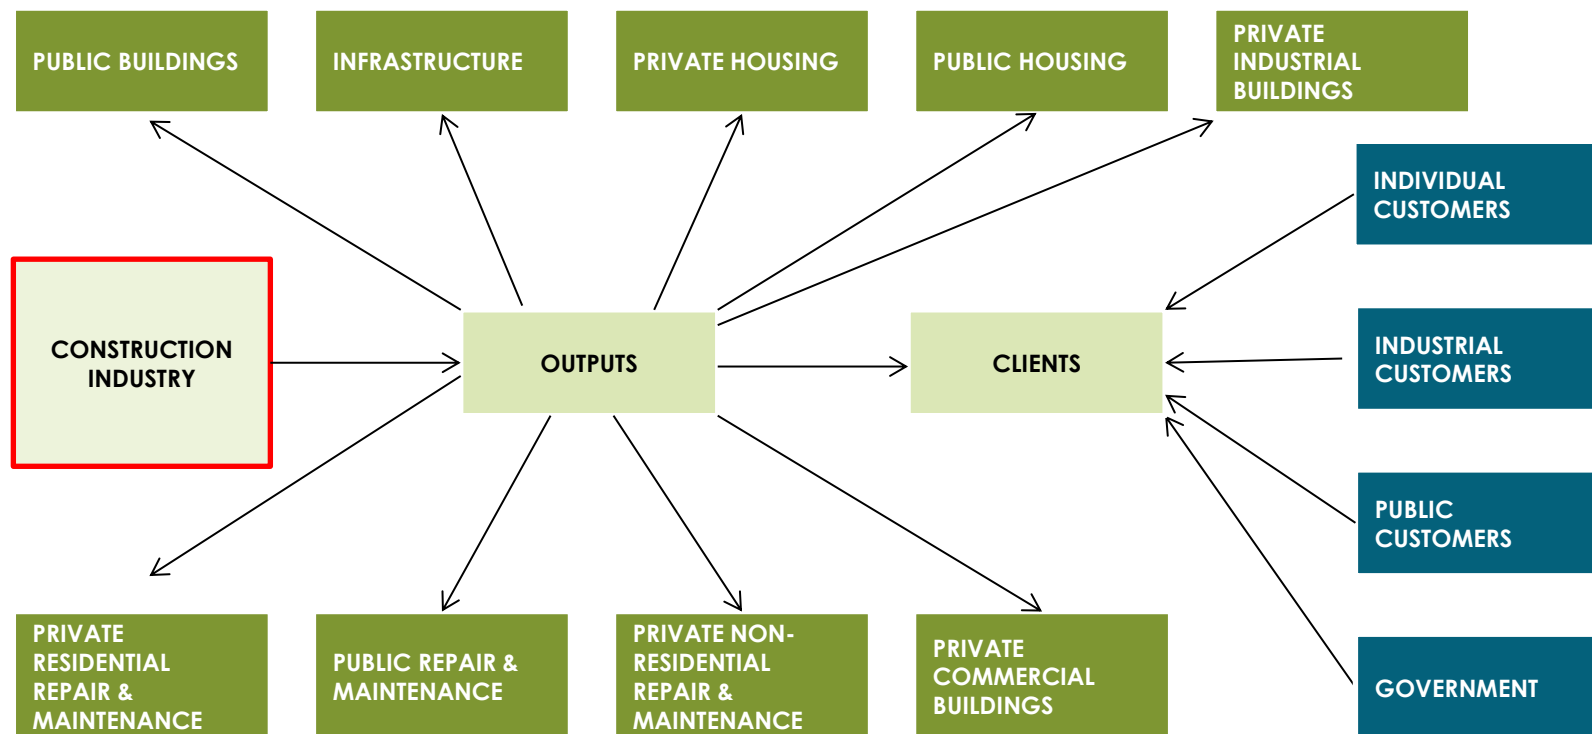 PUBLIC BUILDINGS
INFRASTRUCTURE
PRIVATE HOUSING
PUBLIC HOUSING
PRIVATE
INDUSTRIAL
BUILDINGS
INDIVIDUAL
CUSTOMERS
CONSTRUCTION
INDUSTRY
OUTPUTS
CLIENTS
INDUSTRIAL
CUSTOMERS
PUBLIC
CUSTOMERS
PRIVATE
RESIDENTIAL
REPAIR &
MAINTENANCE
PUBLIC REPAIR &
MAINTENANCE
PRIVATE NON-
RESIDENTIAL
REPAIR &
MAINTENANCE
PRIVATE
COMMERCIAL
BUILDINGS
GOVERNMENT